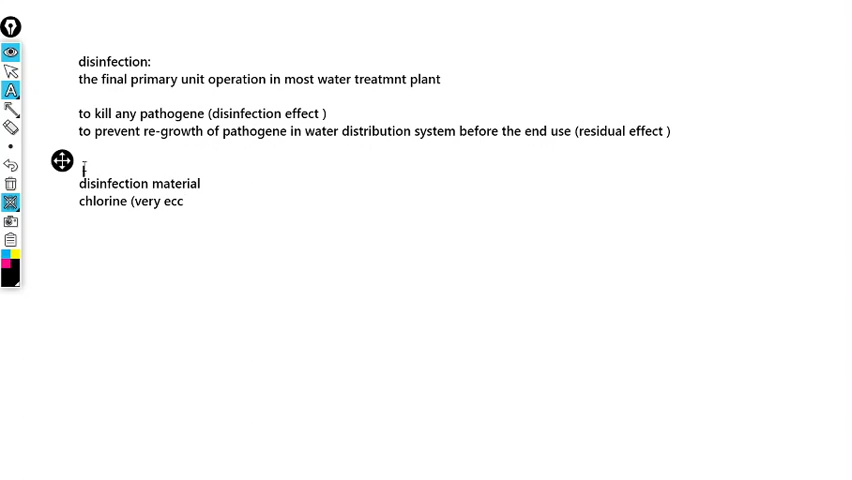 disinfection:
the final primary unit operation in most water treatmnt plant
to kill any pathogene (disinfection effect )
to prevent re-growth of pathogene in water distribution system before the end use (residual effect )
disinfection material
chlorine (very ecc